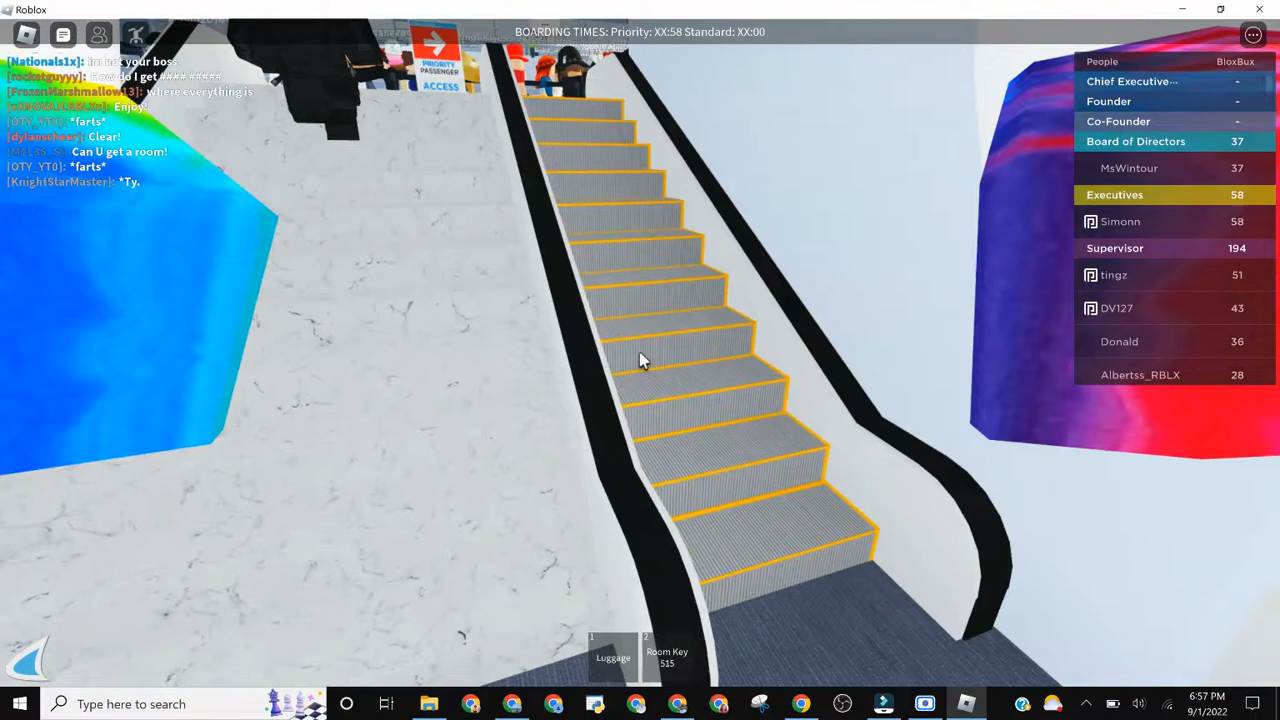 Roblox
BOARDING TIMES: Priority: XX:58 Standard: XX:00
[Nationals1x]: im not your boss
[rocketguyyy]: How do I get #########
[FrozenMarshmallow13]: where everything is
Enjoy!
[OTY_YT0]: *farts*
[dylanscheer]: Clear!
Can U get a room!
[OTY_YT0]: *farts*
[KnightStarMaster]: *Ty.
PRIORITY
PASSENGER
ACCESS
People BloxBux
Chief Executive... -
Founder -
Co-Founder -
Board of Directors 37
MsWintour 37
Executives 58
Simonn 58
Supervisor 194
tingz 51
DV127 43
Donald 36
Albertss_RBLX 28
1 Luggage
2 Room Key
515
Type here to search
6:57 PM
9/1/2022